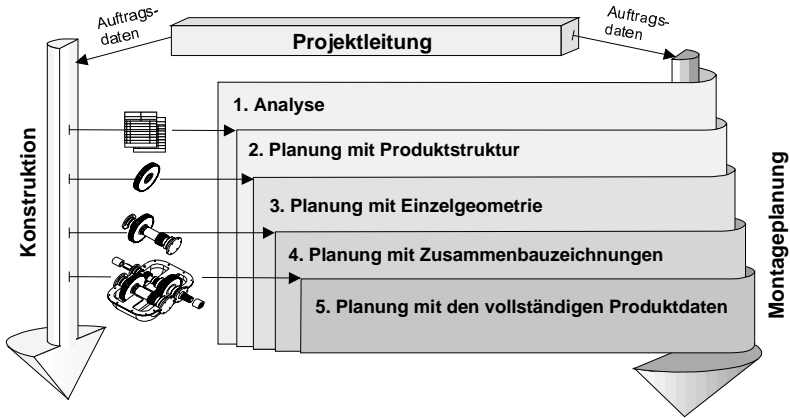 Auftrags-
daten
Projektleitung
Auftrags-
daten
Konstruktion
1. Analyse
2. Planung mit Produktstruktur
3. Planung mit Einzelgeometrie
4. Planung mit Zusammenbauzeichnungen
5. Planung mit den vollständigen Produktdaten
Montageplanung